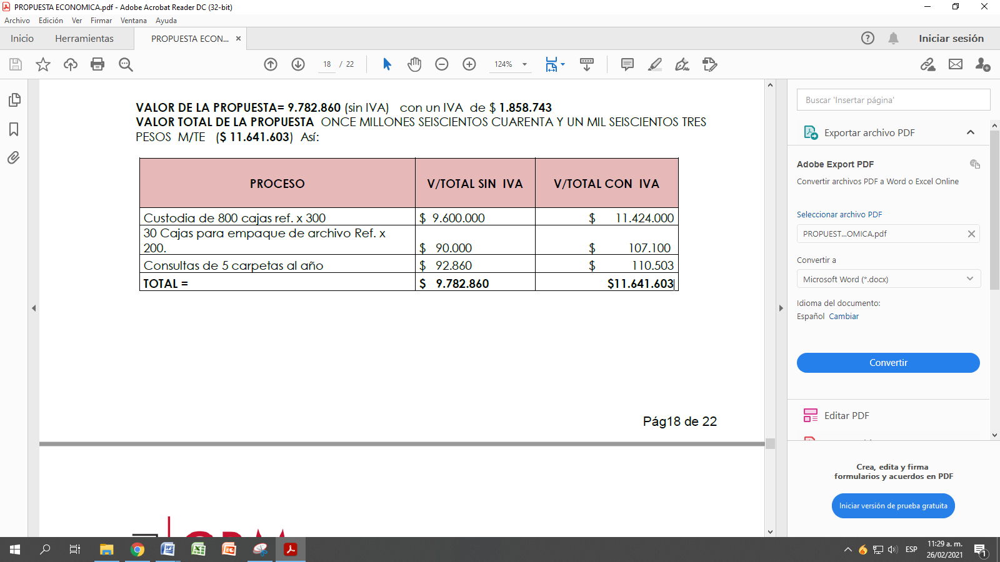 PROPUESTA ECONOMICA.pdf - Adobe Acrobat Reader DC (32-bit)
Archivo Edición Ver Firmar Ventana Ayuda
Inicio Herramientas PROPUESTA ECON... × Iniciar sesión
18 / 22 124%
VALOR DE LA PROPUESTA= 9.782.860 (sin IVA) con un IVA de $ 1.858.743
VALOR TOTAL DE LA PROPUESTA ONCE MILLONES SEISCIENTOS CUARENTA Y UN MIL SEISCIENTOS TRES
PESOS M/TE ($ 11.641.603) Así:
PROCESO V/TOTAL SIN IVA V/TOTAL CON IVA
Custodia de 800 cajas ref. x 300 $ 9.600.000 $ 11.424.000
30 Cajas para empaque de archivo Ref. x
200. $ 90.000 $ 107.100
Consultas de 5 carpetas al año $ 92.860 $ 110.503
TOTAL = $ 9.782.860 $11.641.603
Pág18 de 22
Buscar 'Insertar página'
Exportar archivo PDF
Adobe Export PDF
Convertir archivos PDF a Word o Excel Online
Seleccionar archivo PDF
PROPUEST...OMICA.pdf
Convertir a
Microsoft Word (*.docx)
Idioma del documento:
Español Cambiar
Convertir
Editar PDF
Crea, edita y firma
formularios y acuerdos en PDF
Iniciar versión de prueba gratuita
ESP
11:29 a. m.
26/02/2021
1